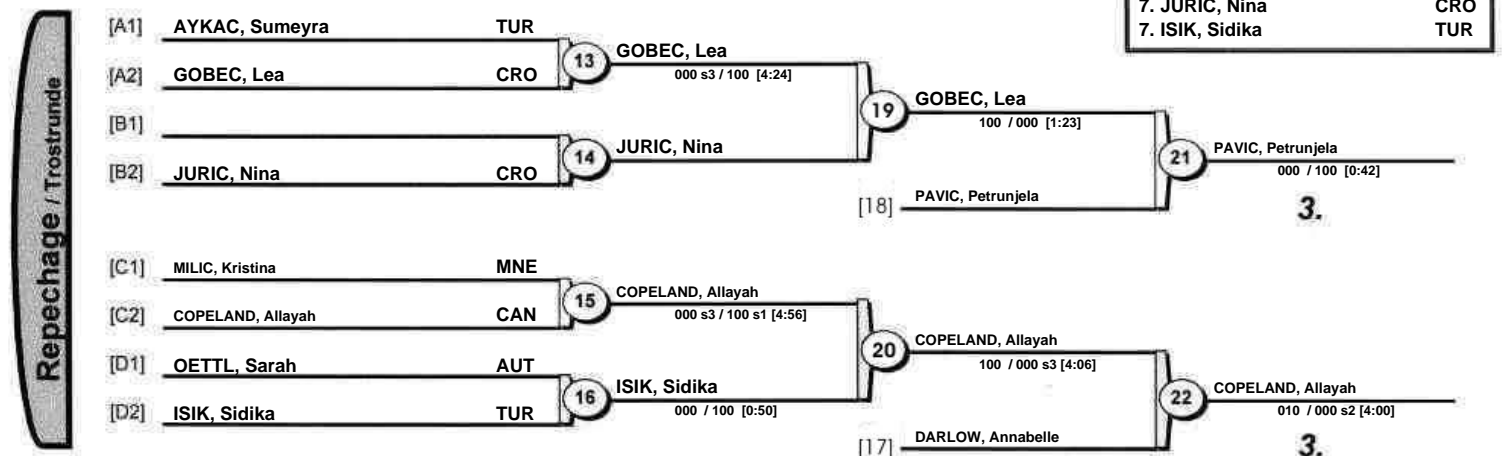 7. JURIC, Nina CRO
7. ISIK, Sidika TUR
Repechage / Trostrunde
[A1] AYKAC, Sumeyra TUR
[A2] GOBEC, Lea CRO
13 GOBEC, Lea
000 s3 / 100 [4:24]
[B1]
[B2] JURIC, Nina CRO
14 JURIC, Nina
19 GOBEC, Lea
100 / 000 [1:23]
[18] PAVIC, Petrunjela
21 PAVIC, Petrunjela
000 / 100 [0:42]
3.
[C1] MILIC, Kristina MNE
[C2] COPELAND, Allayah CAN
15 COPELAND, Allayah
000 s3 / 100 s1 [4:56]
[D1] OETTL, Sarah AUT
[D2] ISIK, Sidika TUR
16 ISIK, Sidika
000 / 100 [0:50]
20 COPELAND, Allayah
100 / 000 s3 [4:06]
[17] DARLOW, Annabelle
22 COPELAND, Allayah
010 / 000 s2 [4:00]
3.